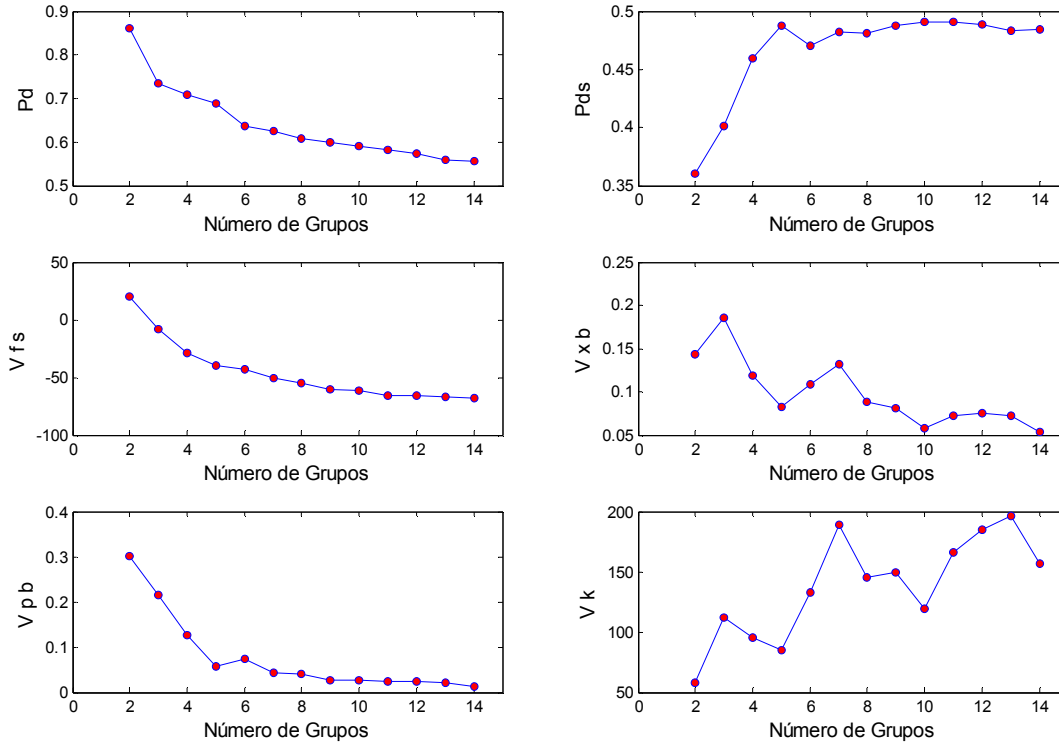 0.9
0.8
0.7
0.6
0.5
Pd
0 2 4 6 8 10 12 14
Número de Grupos
0.5
0.45
0.4
0.35
Pds
0 2 4 6 8 10 12 14
Número de Grupos
50
0
-50
-100
V f s
0 2 4 6 8 10 12 14
Número de Grupos
0.25
0.2
0.15
0.1
0.05
V x b
0 2 4 6 8 10 12 14
Número de Grupos
0.4
0.3
0.2
0.1
0
V p b
0 2 4 6 8 10 12 14
Número de Grupos
200
150
100
50
V k
0 2 4 6 8 10 12 14
Número de Grupos